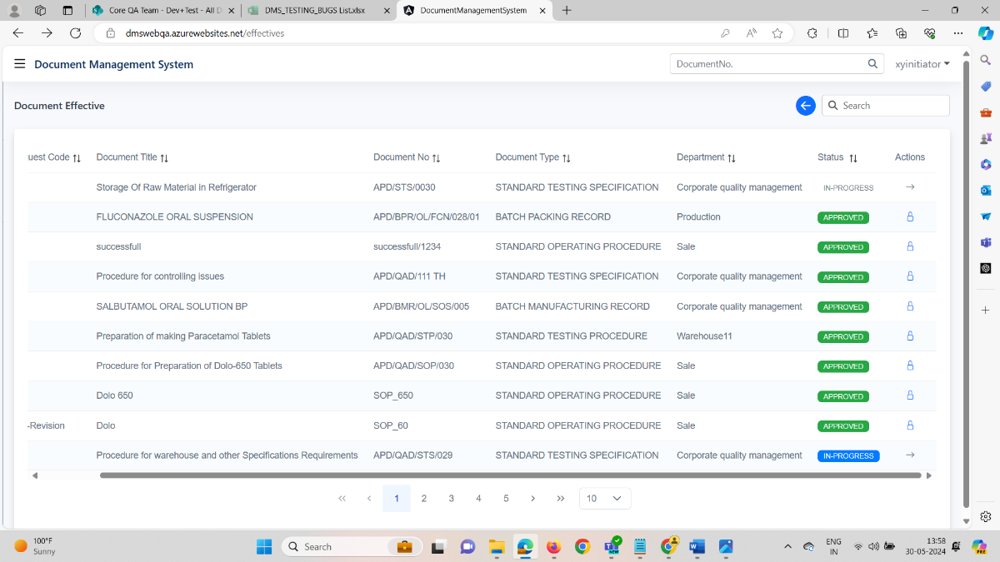 Core QA Team - Dev+Test - All D
DMS_TESTING_BUGS List.xlsx
DocumentManagementSystem
dmswebqa.azurewebsites.net/effectives
Document Management System
DocumentNo.
xyinitiator
Document Effective
Search
uest Code Document Title Document No Document Type Department Status Actions
Storage Of Raw Material in Refrigerator APD/STS/0030 STANDARD TESTING SPECIFICATION Corporate quality management IN-PROGRESS
FLUCONAZOLE ORAL SUSPENSION APD/BPR/OL/FCN/028/01 BATCH PACKING RECORD Production APPROVED
successfull successfull/1234 STANDARD OPERATING PROCEDURE Sale APPROVED
Procedure for controlling issues APD/QAD/111 TH STANDARD TESTING SPECIFICATION Corporate quality management APPROVED
SALBUTAMOL ORAL SOLUTION BP APD/BMR/OL/SOS/005 BATCH MANUFACTURING RECORD Corporate quality management APPROVED
Preparation of making Paracetamol Tablets APD/QAD/STP/030 STANDARD TESTING PROCEDURE Warehouse11 APPROVED
Procedure for Preparation of Dolo-650 Tablets APD/QAD/SOP/030 STANDARD OPERATING PROCEDURE Sale APPROVED
Dolo 650 SOP_650 STANDARD OPERATING PROCEDURE Sale APPROVED
-Revision Dolo SOP_60 STANDARD OPERATING PROCEDURE Sale APPROVED
Procedure for warehouse and other Specifications Requirements APD/QAD/STS/029 STANDARD TESTING SPECIFICATION Corporate quality management IN-PROGRESS
1 2 3 4 5 10
100°F
Sunny
Search
ENG
IN
13:58
30-05-2024